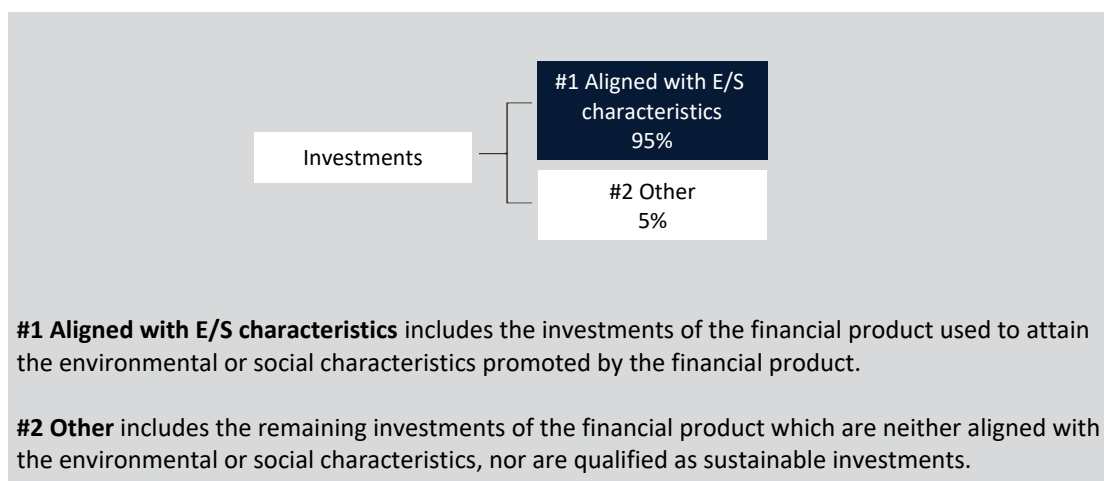 #1 Aligned with E/S
characteristics
95%
Investments
#2 Other
5%
#1 Aligned with E/S characteristics includes the investments of the financial product used to attain
the environmental or social characteristics promoted by the financial product.
#2 Other includes the remaining investments of the financial product which are neither aligned with
the environmental or social characteristics, nor are qualified as sustainable investments.